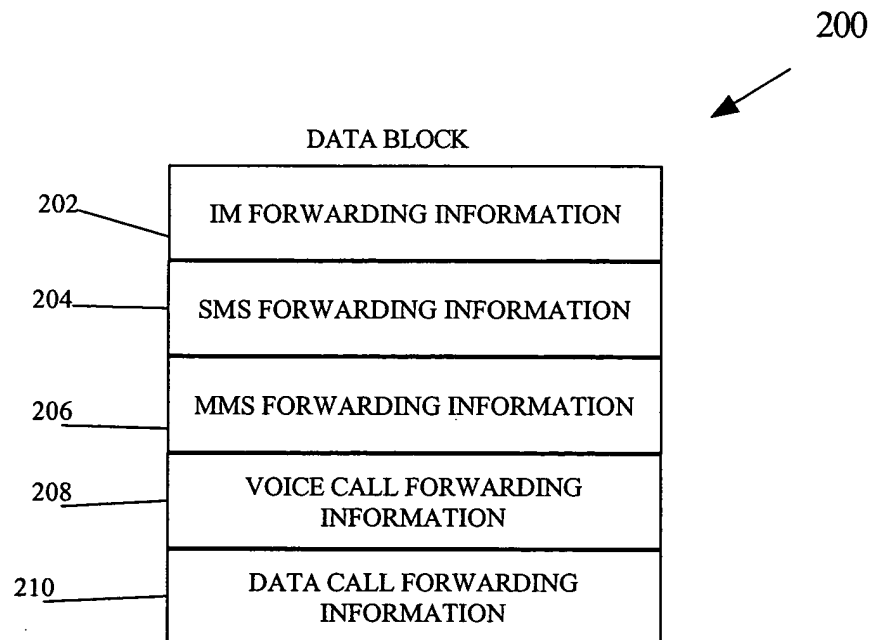 200
DATA BLOCK
202
IM FORWARDING INFORMATION
204
SMS FORWARDING INFORMATION
206
MMS FORWARDING INFORMATION
208
VOICE CALL FORWARDING
INFORMATION
210
DATA CALL FORWARDING
INFORMATION